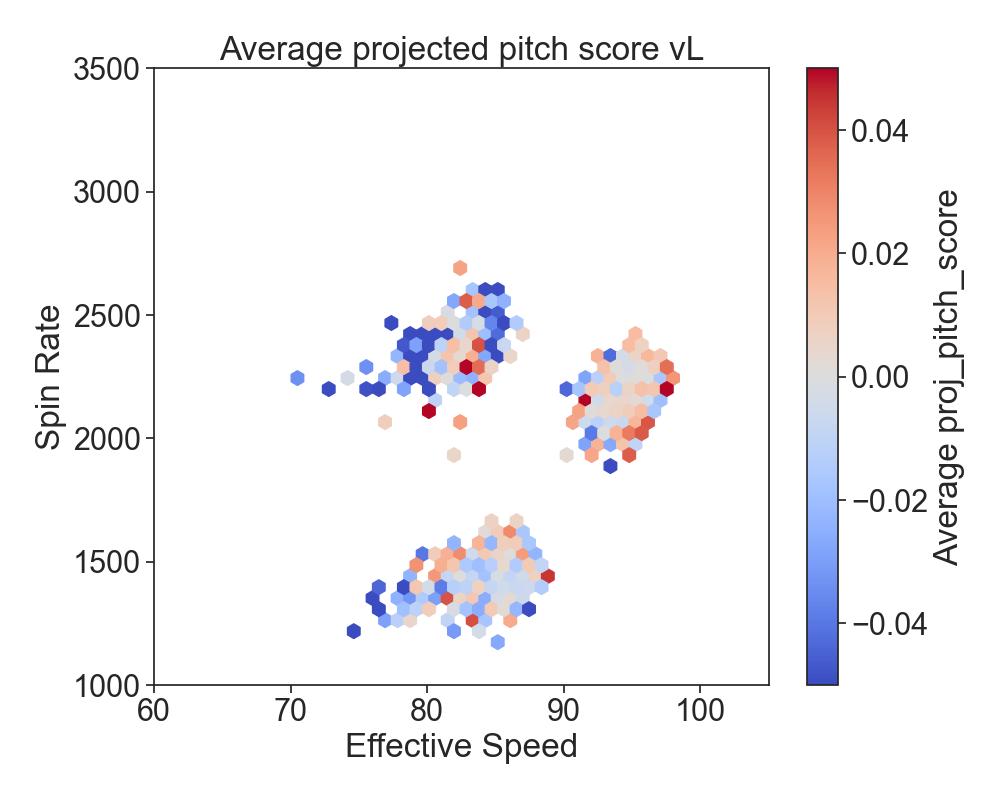 Average projected pitch score vL
3500
3000
2500
2000
1500
1000
Spin Rate
60 70 80 90 100
Effective Speed
0.04
0.02
0.00
−0.02
−0.04
Average proj_pitch_score